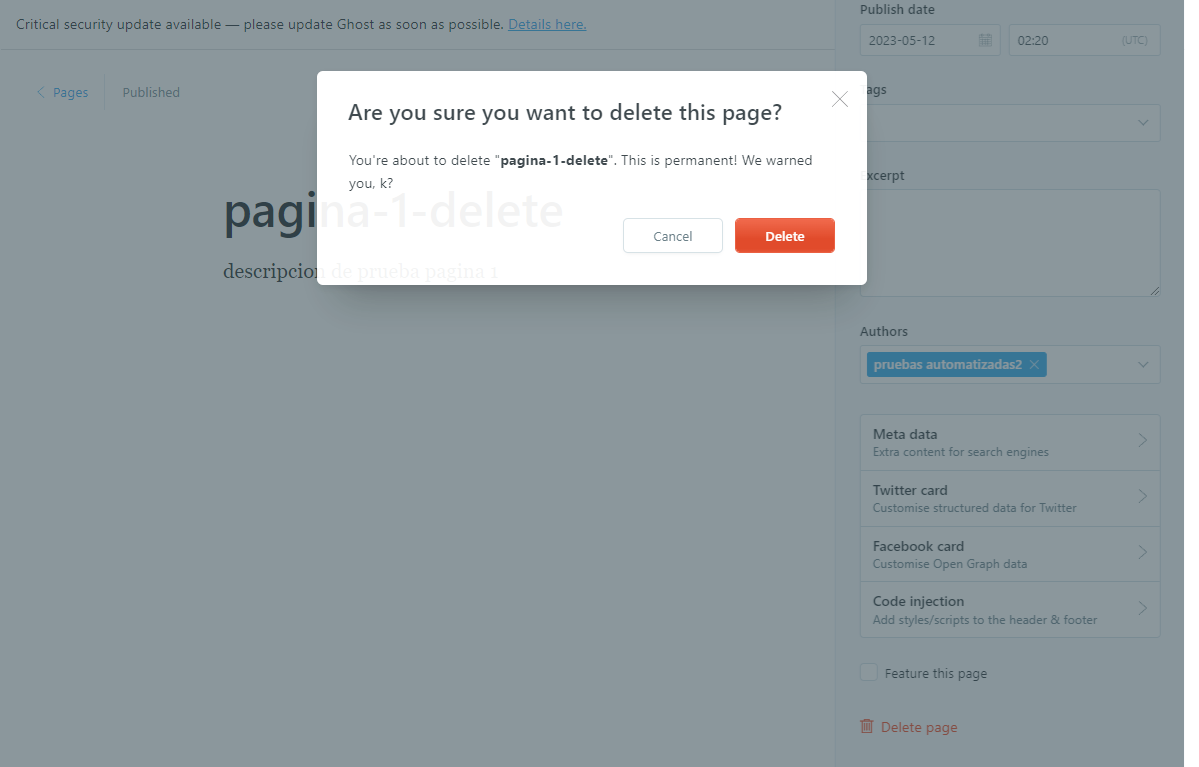 Critical security update available — please update Ghost as soon as possible. Details here.
Pages
Published
Are you sure you want to delete this page?
You're about to delete "pagina-1-delete". This is permanent! We warned
you, k?
Cancel
Delete
pagina-1-delete
descripcion de prueba pagina 1
Publish date
2023-05-12
02:20
(UTC)
Tags
Excerpt
Authors
pruebas automatizadas2
Meta data
Extra content for search engines
Twitter card
Customise structured data for Twitter
Facebook card
Customise Open Graph data
Code injection
Add styles/scripts to the header & footer
Feature this page
Delete page